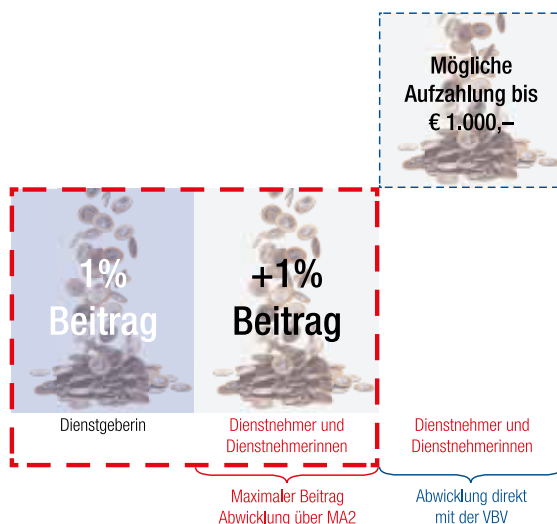 Mögliche
Aufzahlung bis
€ 1.000,–
1%
Beitrag
+1%
Beitrag
Dienstgeberin
Dienstnehmer und
Dienstnehmerinnen
Dienstnehmer und
Dienstnehmerinnen
Maximaler Beitrag
Abwicklung über MA2
Abwicklung direkt
mit der VBV